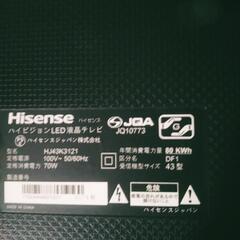 Hisense ハイセンス
ハイビジョンLED液晶テレビ
ハイセンスジャパン株式会社
JQA
JQ10773
形名 HJ43K3121
定格電源 100V~ 50/60Hz
定格消費電力 70W
製造番号
年間消費電力量 80 KWh
区分名 DF1
受信機型サイズ 43 型
危険
ハイセンスジャパン